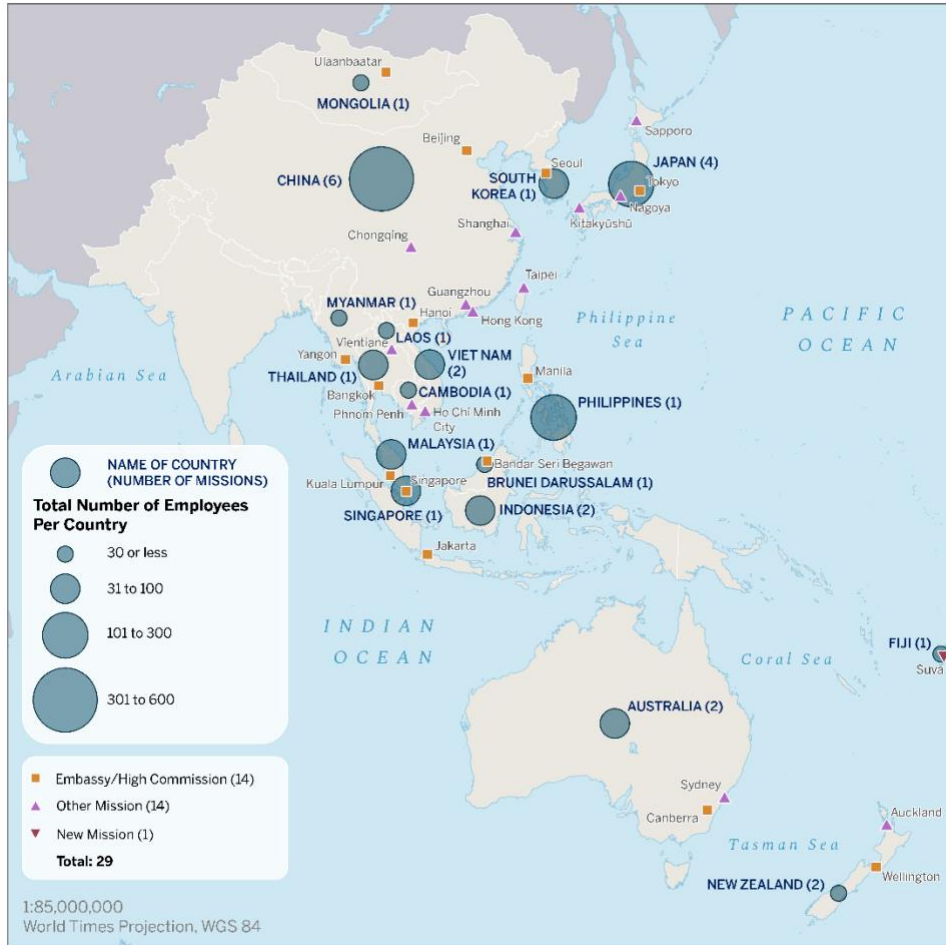 Ulaanbaatar
MONGOLIA (1)
Beijing
Sapporo
CHINA (6)
Seoul
SOUTH
KOREA (1)
JAPAN (4)
Tokyo
Nagoya
Kitakyūshū
Shanghai
Chongqing
Taipei
Guangzhou
Hong Kong
MYANMAR (1)
Hanoi
LAOS (1)
Vientiane
Yangon
VIET NAM
(2)
THAILAND (1)
CAMBODIA (1)
Bangkok
Phnom Penh
Ho Chi Minh
City
Manila
PHILIPPINES (1)
Philippine
Sea
PACIFIC
OCEAN
Arabian Sea
MALAYSIA (1)
Bandar Seri Begawan
Kuala Lumpur
Singapore
BRUNEI DARUSSALAM (1)
SINGAPORE (1)
INDONESIA (2)
Jakarta
NAME OF COUNTRY
(NUMBER OF MISSIONS)
Total Number of Employees
Per Country
30 or less
31 to 100
101 to 300
301 to 600
INDIAN
OCEAN
Coral Sea
FIJI (1)
Suva
AUSTRALIA (2)
Sydney
Canberra
Auckland
Tasman Sea
Wellington
NEW ZEALAND (2)
Embassy/High Commission (14)
Other Mission (14)
New Mission (1)
Total: 29
1:85,000,000
World Times Projection, WGS 84